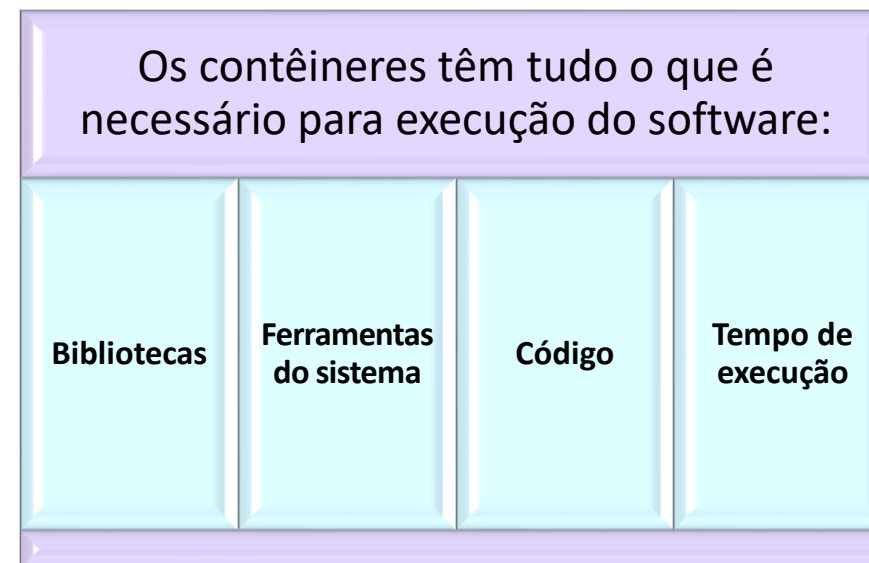 Os contêineres têm tudo o que é
necessário para execução do software:
Bibliotecas
Ferramentas
do sistema
Código
Tempo de
execução